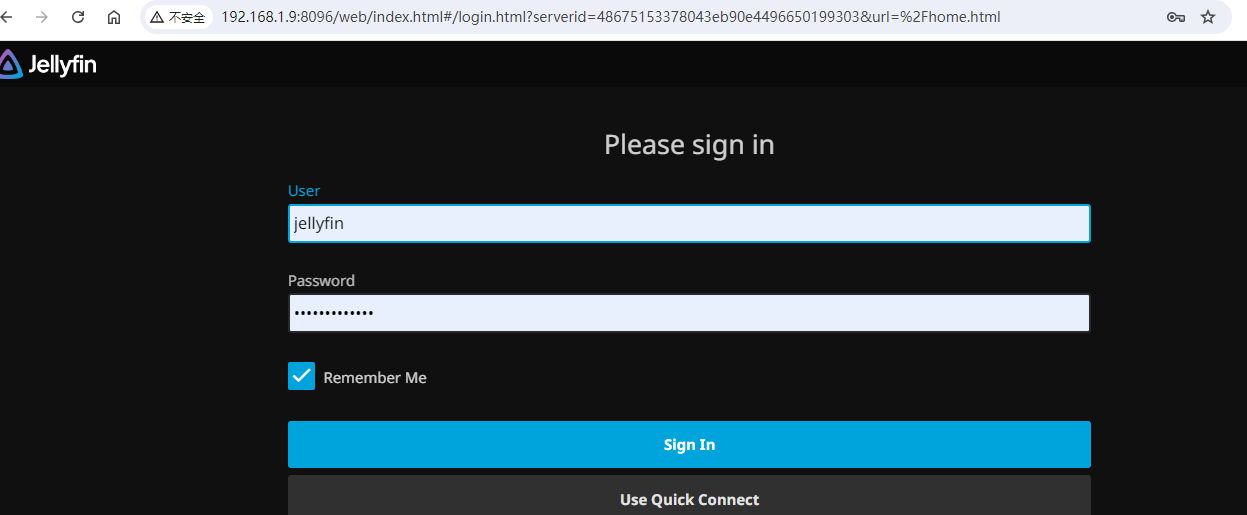 不安全 192.168.1.9:8096/web/index.html#/login.html?serverid=48675153378043eb90e4496650199303&url=%2Fhome.html
Jellyfin
Please sign in
User
jellyfin
Password
•••••••••••••
Remember Me
Sign In
Use Quick Connect